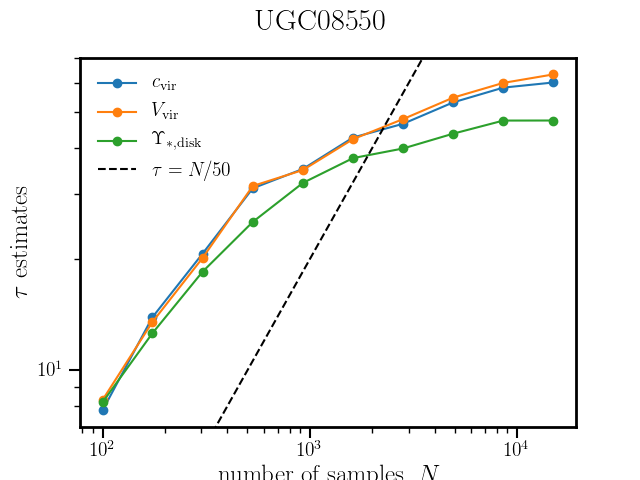 UGC08550
c_vir
V_vir
Υ_*,disk
τ = N/50
τ estimates
10^1
10^2
10^3
10^4
number of samples, N